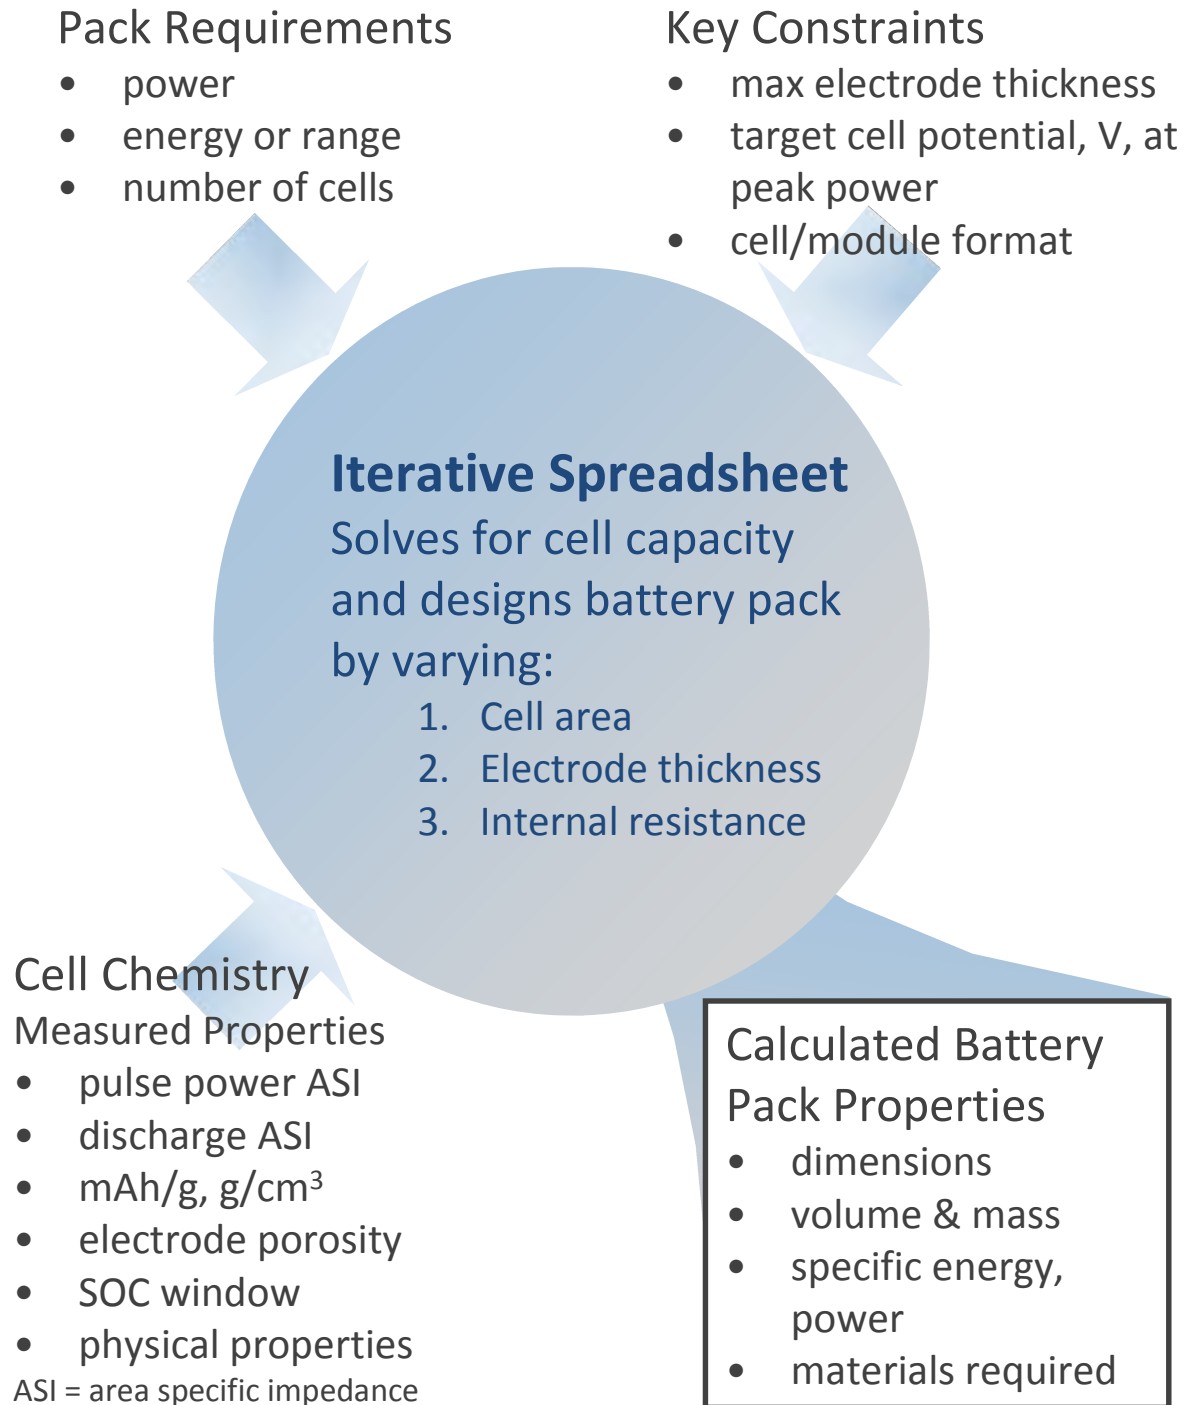 Pack Requirements
• power
• energy or range
• number of cells
Key Constraints
• max electrode thickness
• target cell potential, V, at
peak power
• cell/module format
Iterative Spreadsheet
Solves for cell capacity
and designs battery pack
by varying:
1. Cell area
2. Electrode thickness
3. Internal resistance
Cell Chemistry
Measured Properties
• pulse power ASI
• discharge ASI
• mAh/g, g/cm³
• electrode porosity
• SOC window
• physical properties
ASI = area specific impedance
Calculated Battery
Pack Properties
• dimensions
• volume & mass
• specific energy,
power
• materials required